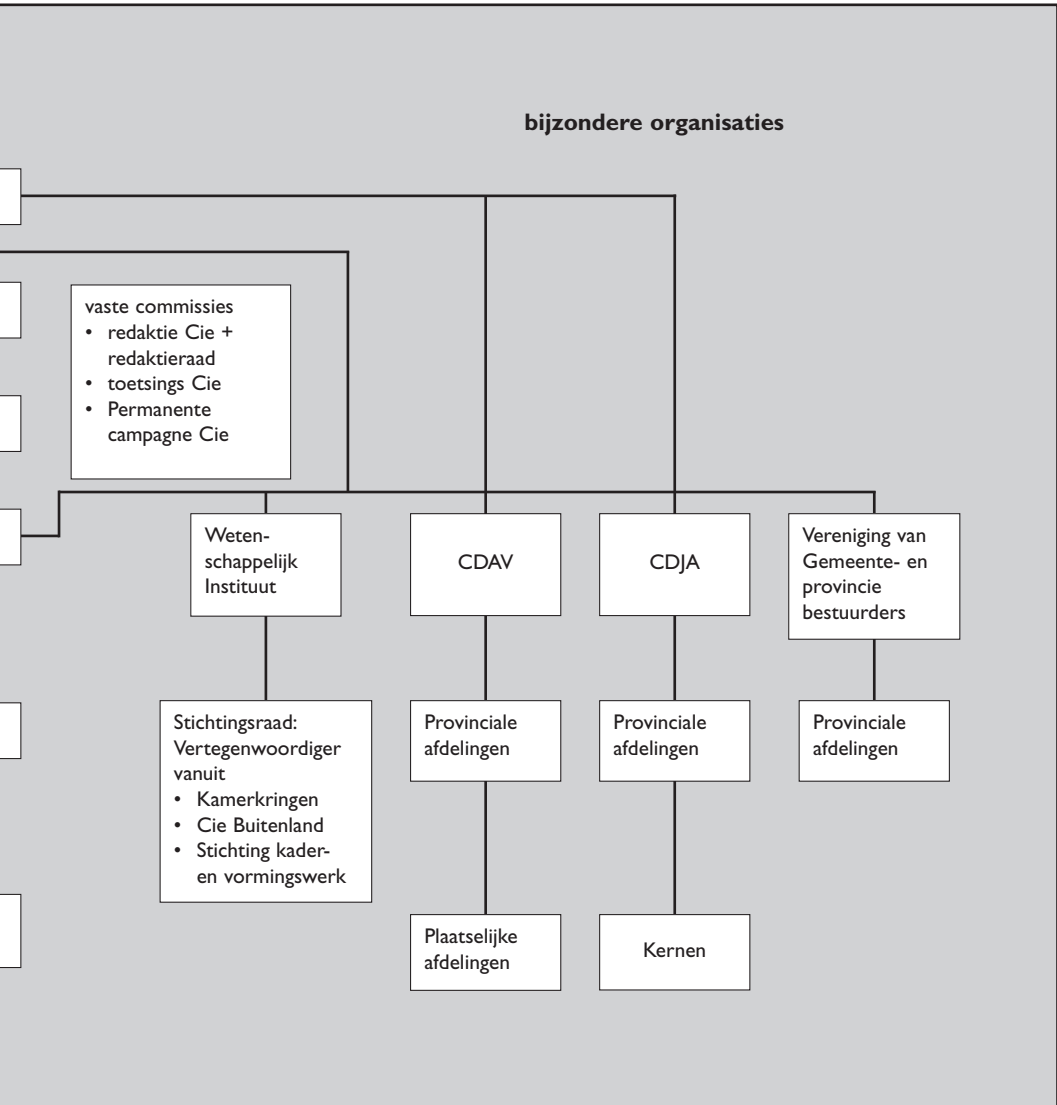 bijzondere organisaties
vaste commissies
• redaktie Cie +
redaktieraad
• toetsings Cie
• Permanente
campagne Cie
Weten-
schappelijk
Instituut
CDAV
CDJA
Vereniging van
Gemeente- en
provincie
bestuurders
Stichtingsraad:
Vertegenwoordiger
vanuit
• Kamerkringen
• Cie Buitenland
• Stichting kader-
en vormingswerk
Provinciale
afdelingen
Provinciale
afdelingen
Provinciale
afdelingen
Plaatselijke
afdelingen
Kernen